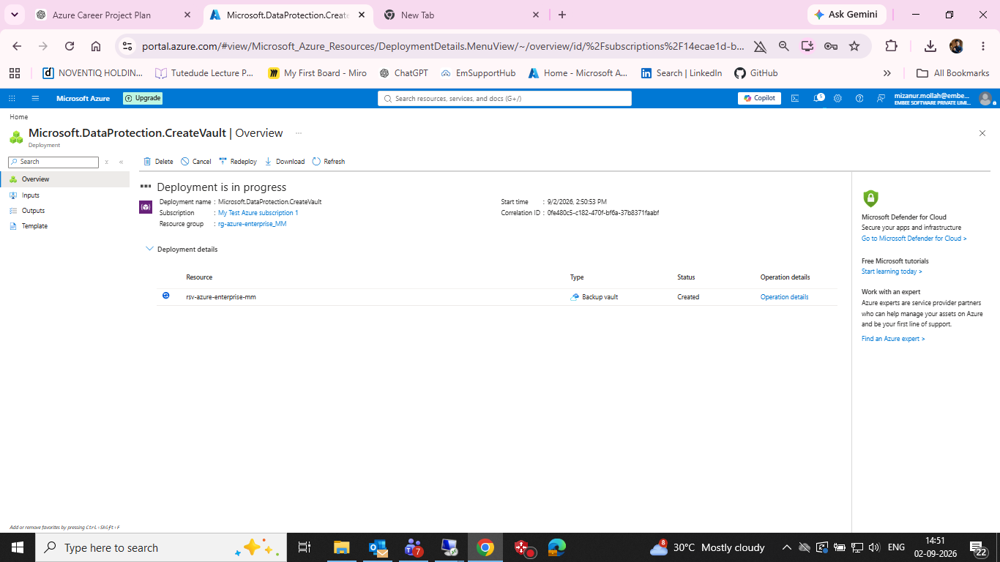 Azure Career Project Plan
Microsoft.DataProtection.Create
New Tab
Ask Gemini
portal.azure.com/#view/Microsoft_Azure_Resources/DeploymentDetails.MenuView/~/overview/id/%2Fsubscriptions%2F14ecae1d-b...
NOVENTIQ HOLDIN...
Tutedude Lecture P...
My First Board - Miro
ChatGPT
EmSupportHub
Home - Microsoft A...
Search | LinkedIn
GitHub
»
All Bookmarks
Microsoft Azure
Upgrade
Search resources, services, and docs (G+/)
Copilot
5
mizanur.mollah@embe...
EMBEE SOFTWARE PRIVATE LIMI...
Home
Microsoft.DataProtection.CreateVault | Overview
...
Deployment
Search
x
«
Delete
Cancel
Redeploy
Download
Refresh
Overview
Inputs
Outputs
Template
Deployment is in progress
Deployment name : Microsoft.DataProtection.CreateVault
Subscription : My Test Azure subscription 1
Resource group : rg-azure-enterprise_MM
Start time : 9/2/2026, 2:50:53 PM
Correlation ID : 0fe480c5-c182-470f-bf6a-37b8371faabf
Deployment details
Resource Type Status Operation details
rsv-azure-enterprise-mm Backup vault Created Operation details
Microsoft Defender for Cloud
Secure your apps and infrastructure
Go to Microsoft Defender for Cloud >
Free Microsoft tutorials
Start learning today >
Work with an expert
Azure experts are service provider partners
who can help manage your assets on Azure
and be your first line of support.
Find an Azure expert >
Add or remove favorites by pressing Ctrl+Shift+F
Type here to search
7
8
30°C Mostly cloudy
ENG
14:51
02-09-2026
22